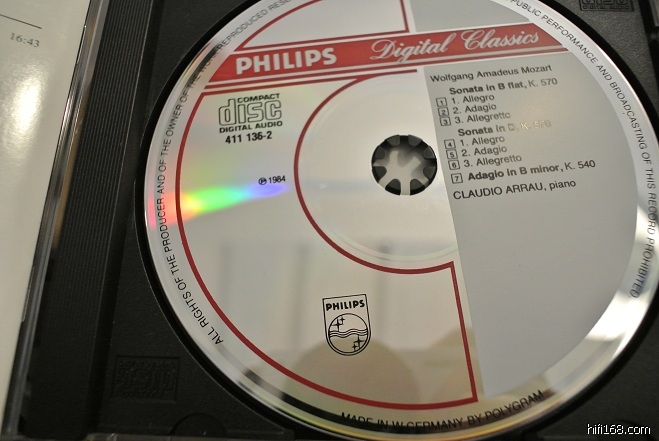 16:43
PHILIPS Digital Classics
COMPACT
disc
DIGITAL AUDIO
411 136-2
℗ 1984
Wolfgang Amadeus Mozart
Sonata in B flat, K. 570
1 1. Allegro
2 2. Adagio
3 3. Allegretto
Sonata in
4 1. Allegro
5 2. Adagio
6 3. Allegretto
7 Adagio in B minor, K. 540
CLAUDIO ARRAU, piano
PHILIPS
ALL RIGHTS OF THE PRODUCER AND OF THE OWNER OF THE REPRODUCED
PUBLIC PERFORMANCE AND BROADCASTING OF THIS RECORD PROHIBITED
MADE IN W. GERMANY BY POLYGRAM
hifi168.com